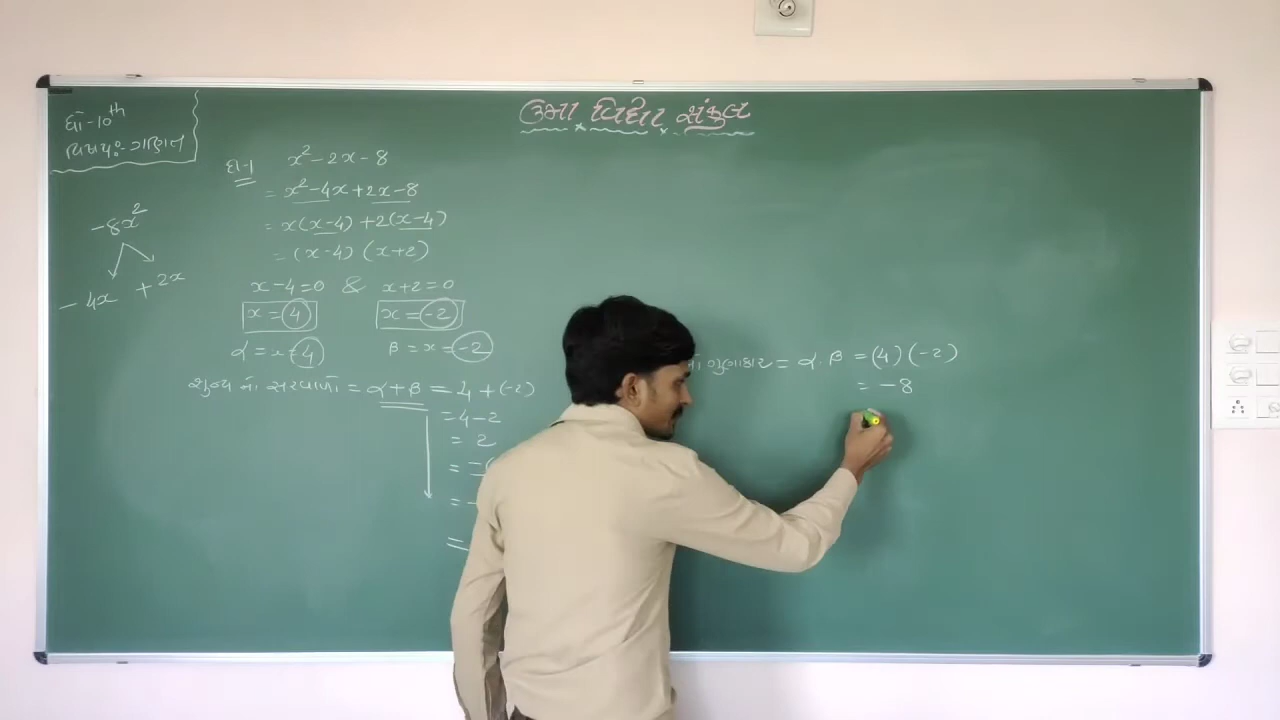 ઉમા વિદ્યા સંકુલ
ધો-10th
વિષય: ગણિત
-8x²
- 4x + 2x
દા-1 x² - 2x - 8
= x² - 4x + 2x - 8
= x(x-4) + 2(x-4)
= (x-4) (x+2)
x-4=0 & x+2=0
x = 4 x = -2
α = x = 4 β = x = -2
શૂન્ય નો સરવાળો = α+β = 4 + (-2)
= 4 - 2
= 2
ગુણાકાર = α . β = (4) (-2)
= -8